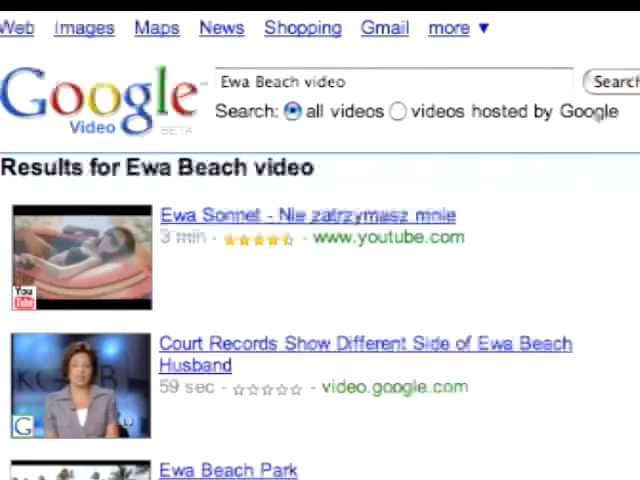 Web Images Maps News Shopping Gmail more ▼
Google
Video BETA
Ewa Beach video
Search
Search: all videos videos hosted by Google
Results for Ewa Beach video
Ewa Sonnet - Nie zatrzymasz mnie
3 min - - www.youtube.com
You
Tube
Court Records Show Different Side of Ewa Beach
Husband
59 sec - - video.google.com
G
Ewa Beach Park